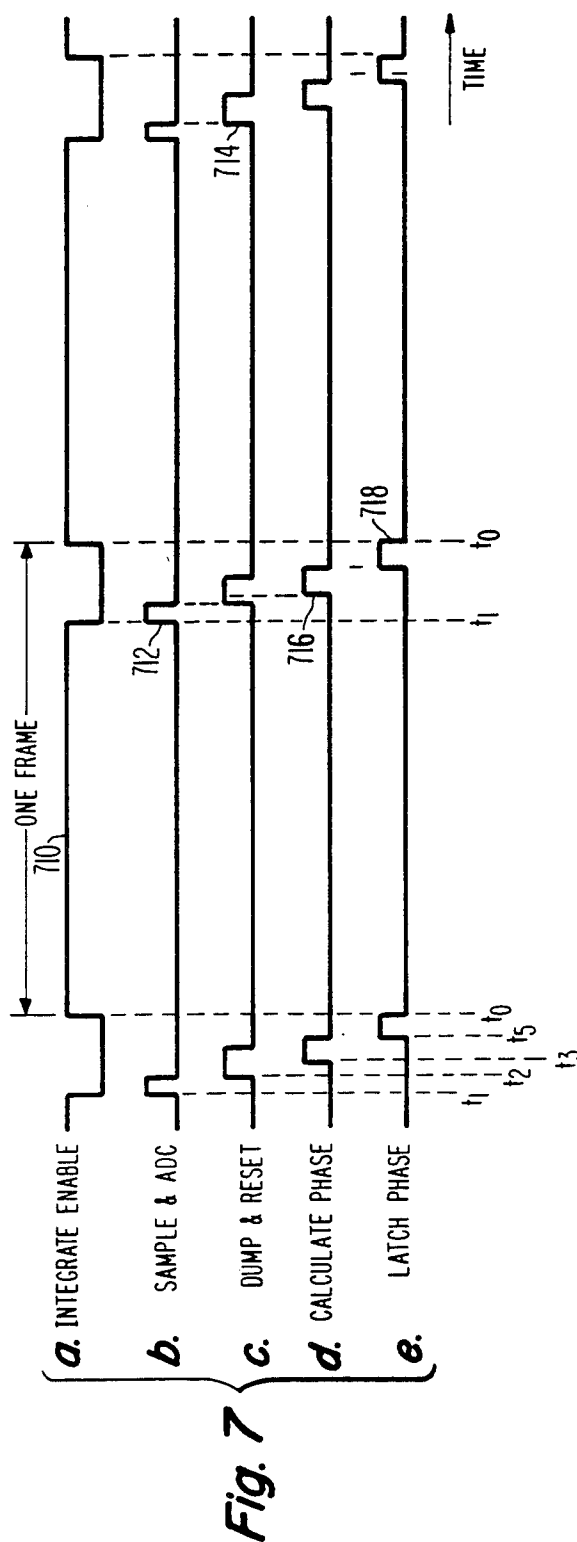 ONE FRAME
710
a. INTEGRATE ENABLE
712
b. SAMPLE & ADC
714
c. DUMP & RESET
716
d. CALCULATE PHASE
718
e. LATCH PHASE
t1
t2
t3
t5
t0
t1
t0
TIME
Fig. 7